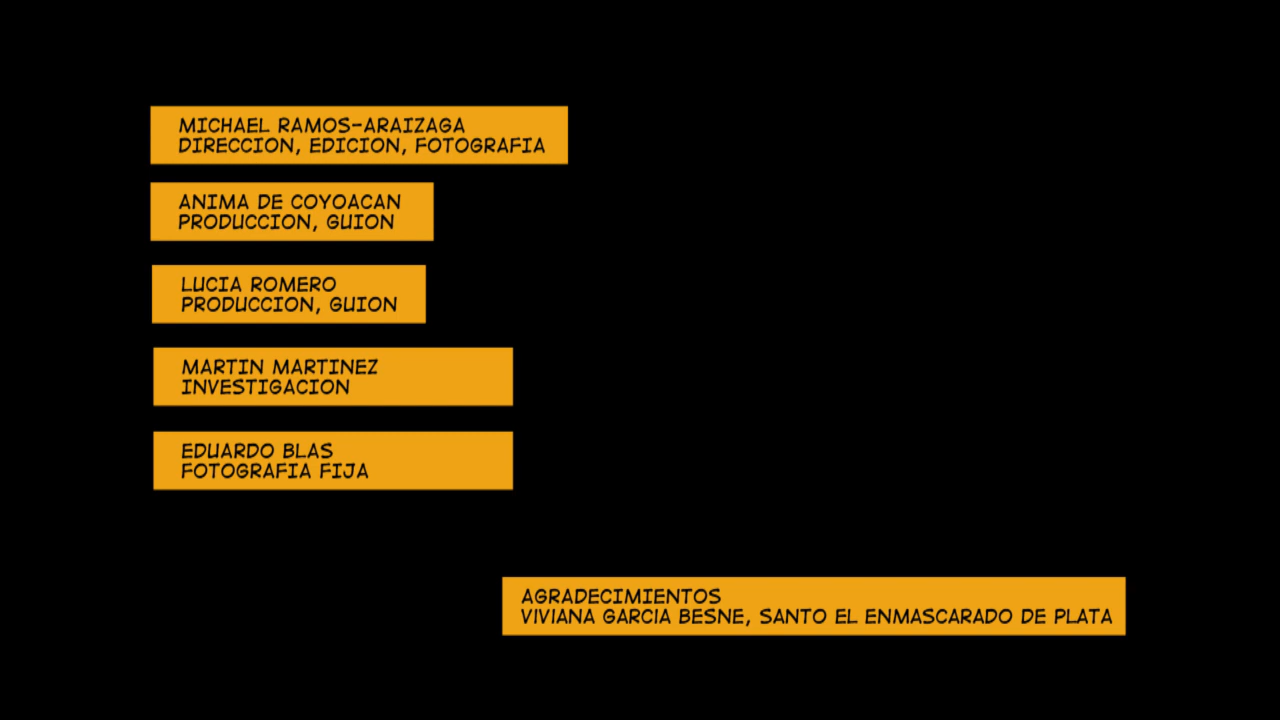 MICHAEL RAMOS-ARAIZAGA
DIRECCION, EDICION, FOTOGRAFIA
ANIMA DE COYOACAN
PRODUCCION, GUION
LUCIA ROMERO
PRODUCCION, GUION
MARTIN MARTINEZ
INVESTIGACION
EDUARDO BLAS
FOTOGRAFIA FIJA
AGRADECIMIENTOS
VIVIANA GARCIA BESNE, SANTO EL ENMASCARADO DE PLATA